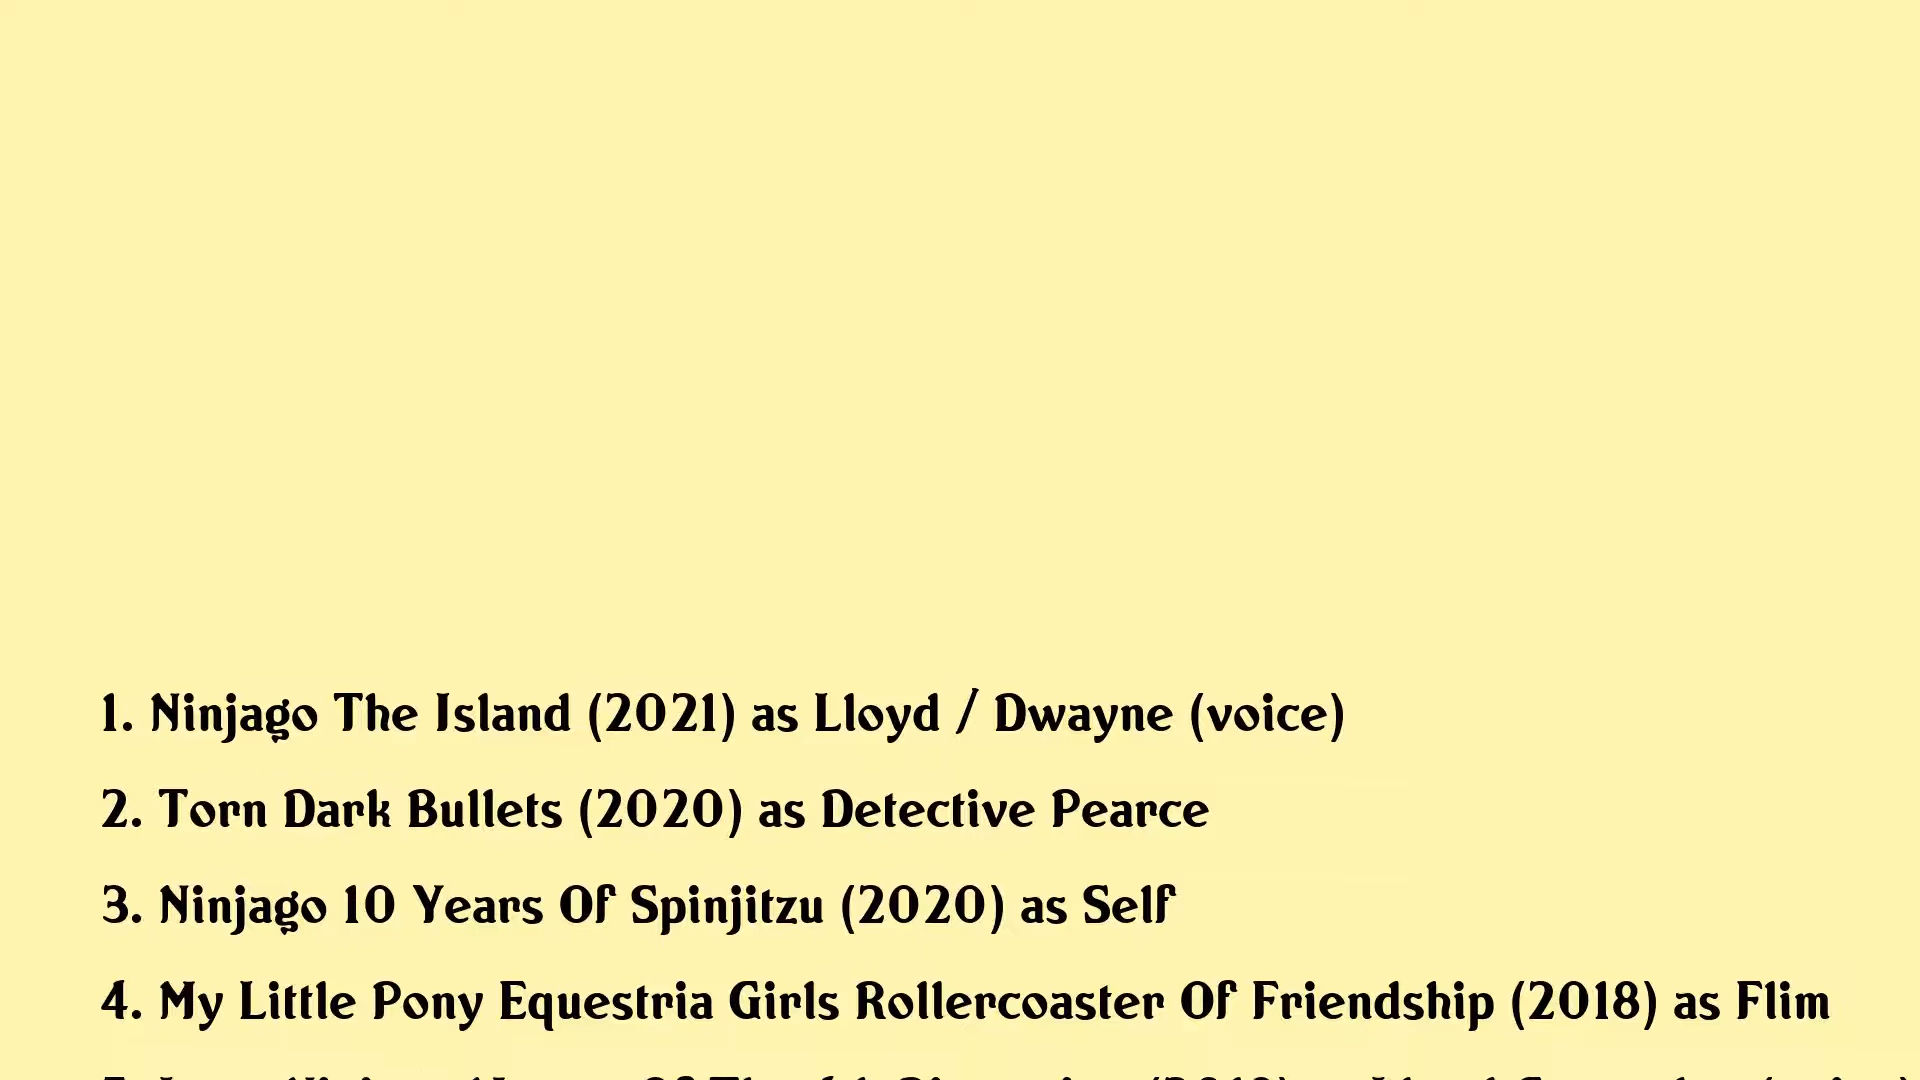 1. Ninjago The Island (2021) as Lloyd / Dwayne (voice)
2. Torn Dark Bullets (2020) as Detective Pearce
3. Ninjago 10 Years Of Spinjitzu (2020) as Self
4. My Little Pony Equestria Girls Rollercoaster Of Friendship (2018) as Flim